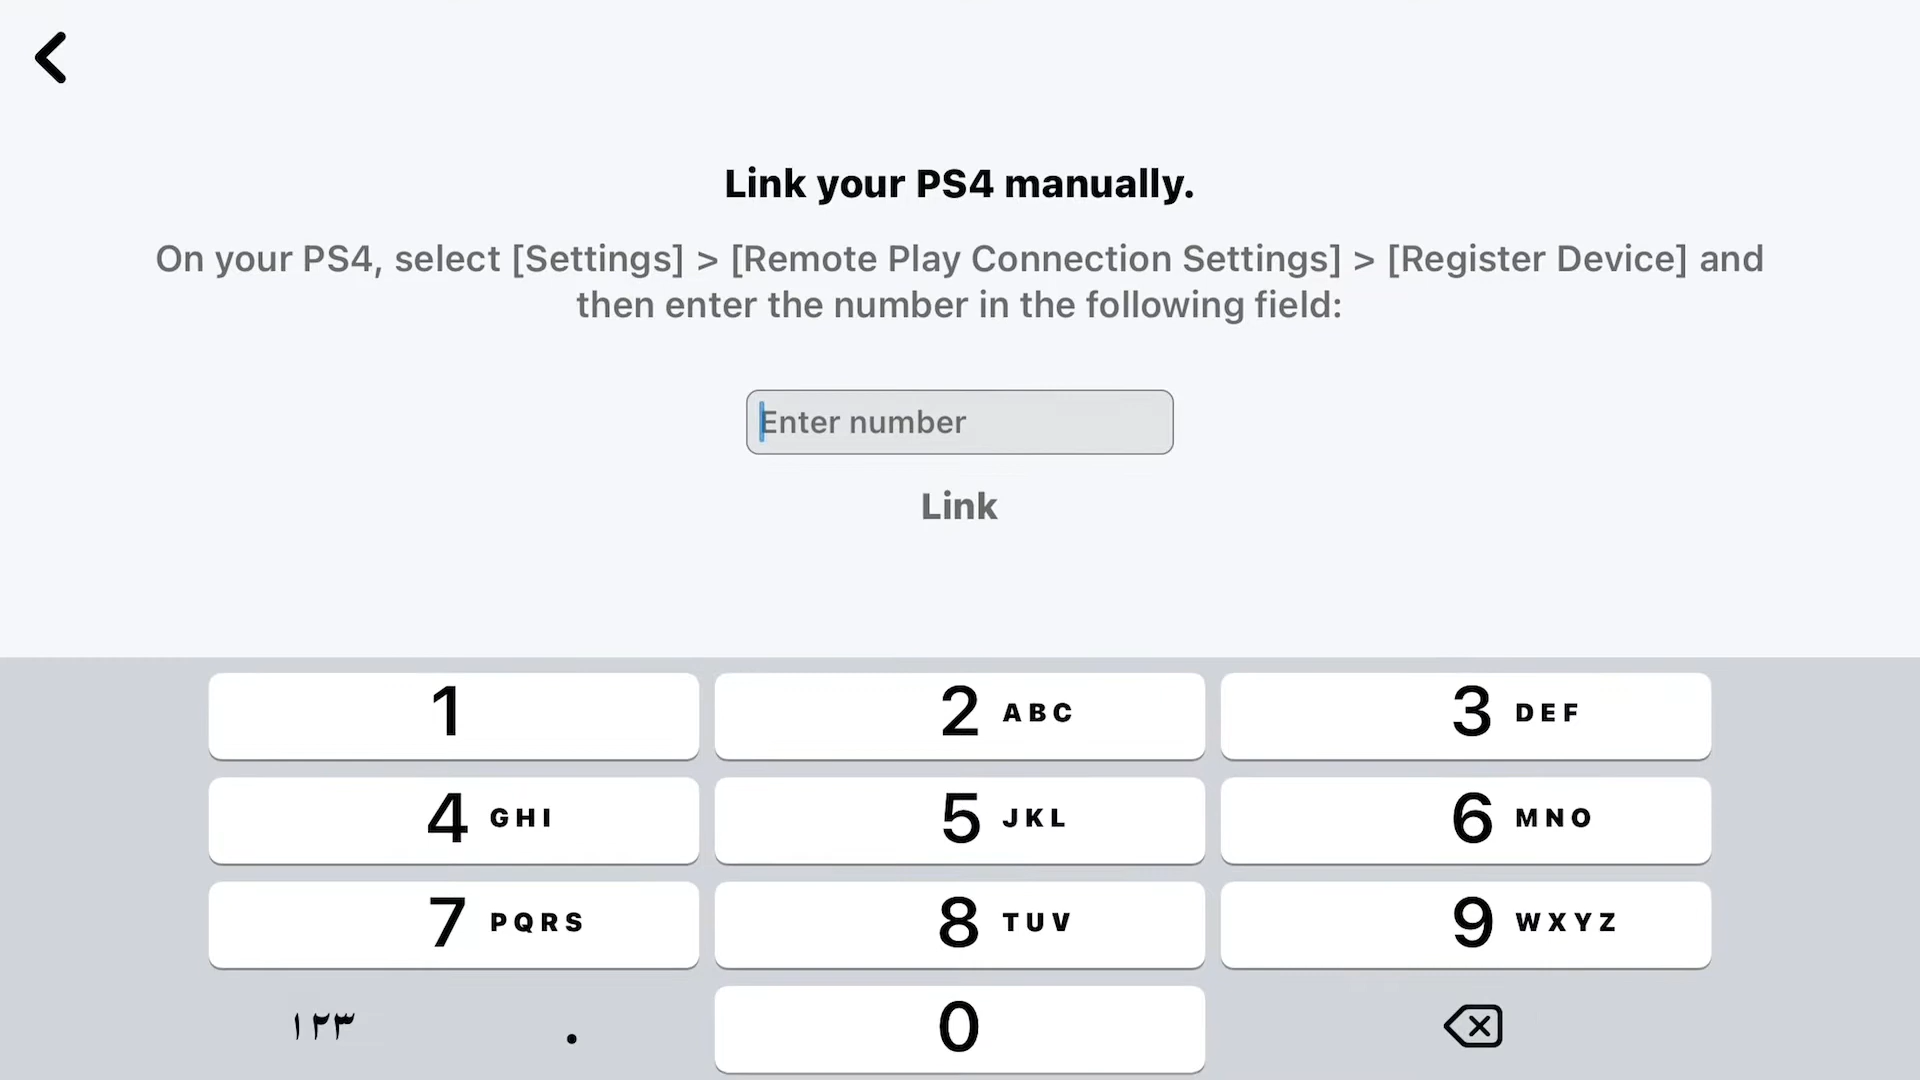 Link your PS4 manually.
On your PS4, select [Settings] > [Remote Play Connection Settings] > [Register Device] and
then enter the number in the following field:
Enter number
Link
1
2 ABC
3 DEF
4 GHI
5 JKL
6 MNO
7 PQRS
8 TUV
9 WXYZ
١٢٣
.
0